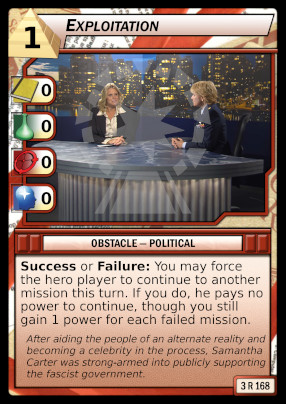 EXPLOITATION
1
0
0
0
0
OBSTACLE – POLITICAL
Success or Failure: You may force
the hero player to continue to another
mission this turn. If you do, he pays no
power to continue, though you still
gain 1 power for each failed mission.
After aiding the people of an alternate reality and
becoming a celebrity in the process, Samantha
Carter was strong-armed into publicly supporting
the fascist government.
3 R 168